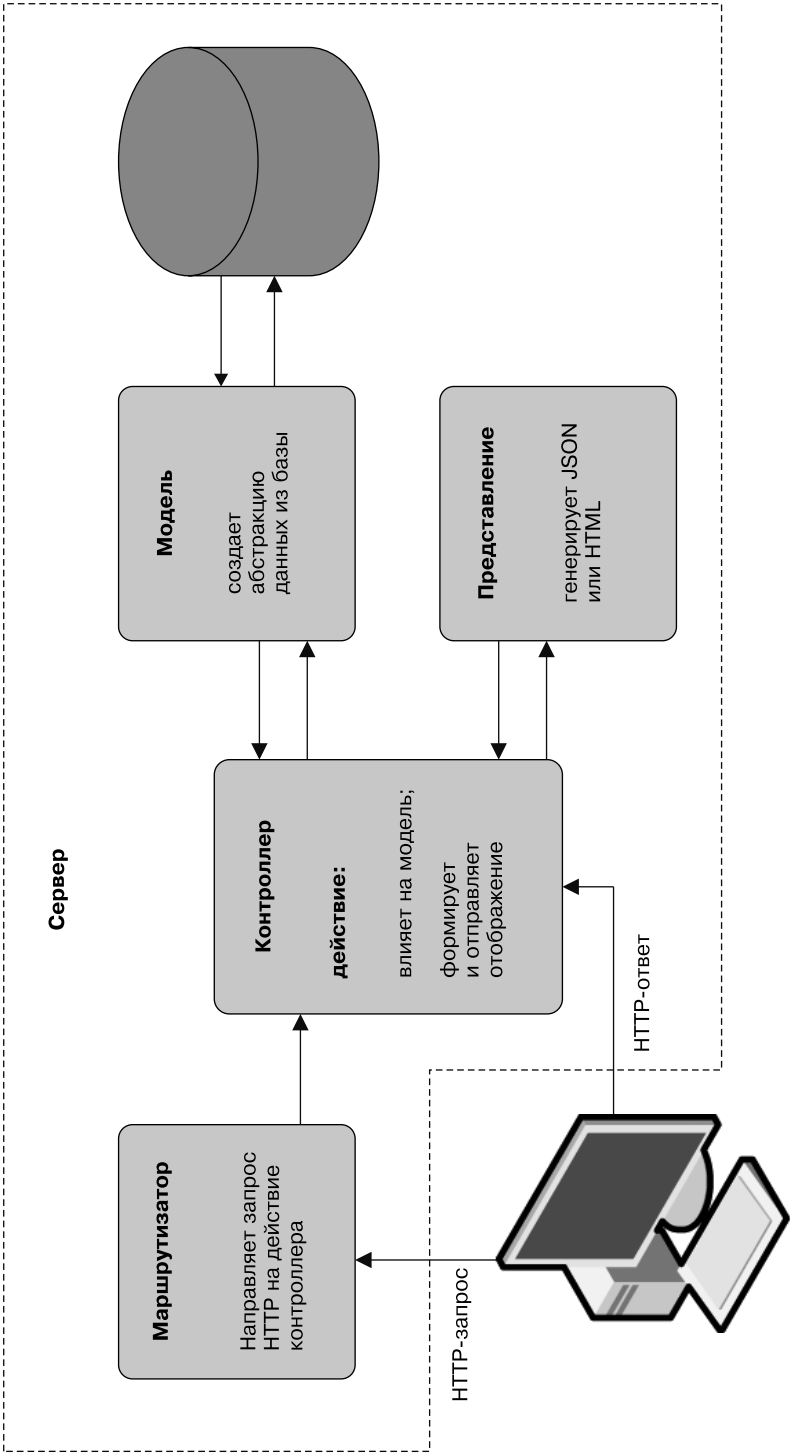 Сервер
Маршрутизатор
Направляет запрос
HTTP на действие
контроллера
Контроллер
действие:
влияет на модель;
формирует
и отправляет
отображение
Модель
создает
абстракцию
данных из базы
Представление
генерирует JSON
или HTML
HTTP-запрос
HTTP-ответ